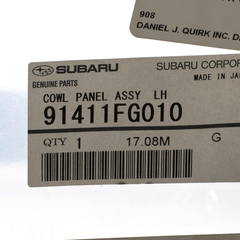 908
DANIEL J. QUIRK INC.
SUBARU
SUBARU CORPOR
GENUINE PARTS
MADE IN JA
COWL PANEL ASSY LH
91411FG010
QTY 1 17.08M G